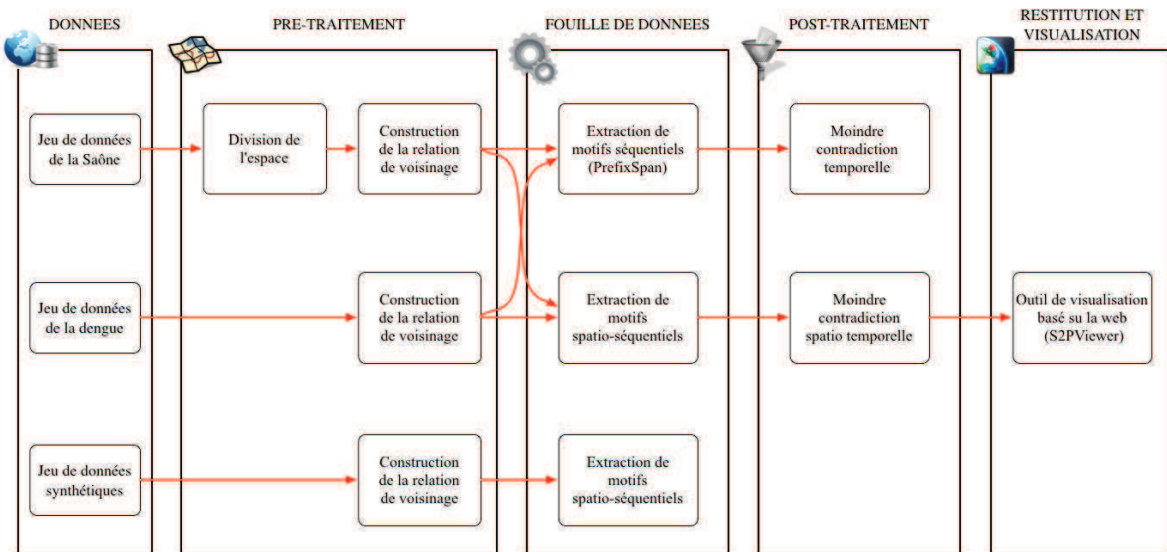 DONNEES
PRE-TRAITEMENT
FOUILLE DE DONNEES
POST-TRAITEMENT
RESTITUTION ET
VISUALISATION
Jeu de données
de la Saône
Division de
l'espace
Construction
de la relation
de voisinage
Extraction de
motifs séquentiels
(PrefixSpan)
Moindre
contradiction
temporelle
Jeu de données
de la dengue
Construction
de la relation
de voisinage
Extraction de
motifs
spatio-séquentiels
Moindre
contradiction
spatio temporelle
Outil de visualisation
basé su la web
(S2PViewer)
Jeu de données
synthétiques
Construction
de la relation
de voisinage
Extraction de
motifs
spatio-séquentiels